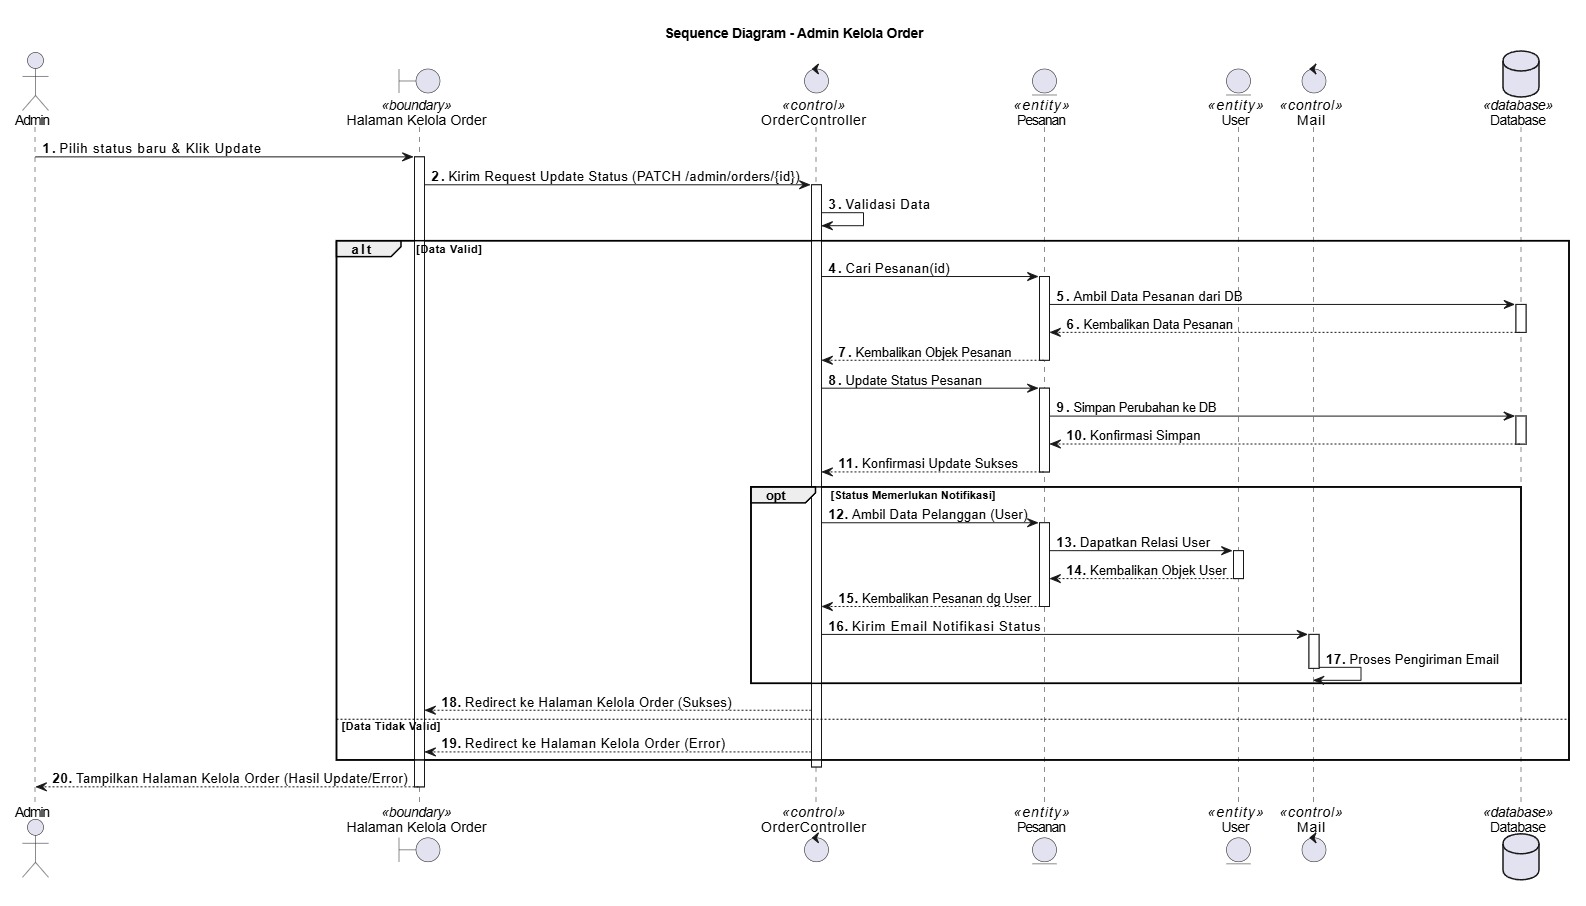 Sequence Diagram - Admin Kelola Order
Admin
«boundary»
Halaman Kelola Order
«control»
OrderController
«entity»
Pesanan
«entity»
User
«control»
Mail
«database»
Database
1. Pilih status baru & Klik Update
2. Kirim Request Update Status (PATCH /admin/orders/{id})
3. Validasi Data
alt [Data Valid]
4. Cari Pesanan(id)
5. Ambil Data Pesanan dari DB
6. Kembalikan Data Pesanan
7. Kembalikan Objek Pesanan
8. Update Status Pesanan
9. Simpan Perubahan ke DB
10. Konfirmasi Simpan
11. Konfirmasi Update Sukses
opt [Status Memerlukan Notifikasi]
12. Ambil Data Pelanggan (User)
13. Dapatkan Relasi User
14. Kembalikan Objek User
15. Kembalikan Pesanan dg User
16. Kirim Email Notifikasi Status
17. Proses Pengiriman Email
18. Redirect ke Halaman Kelola Order (Sukses)
[Data Tidak Valid]
19. Redirect ke Halaman Kelola Order (Error)
20. Tampilkan Halaman Kelola Order (Hasil Update/Error)
Admin
«boundary»
Halaman Kelola Order
«control»
OrderController
«entity»
Pesanan
«entity»
User
«control»
Mail
«database»
Database